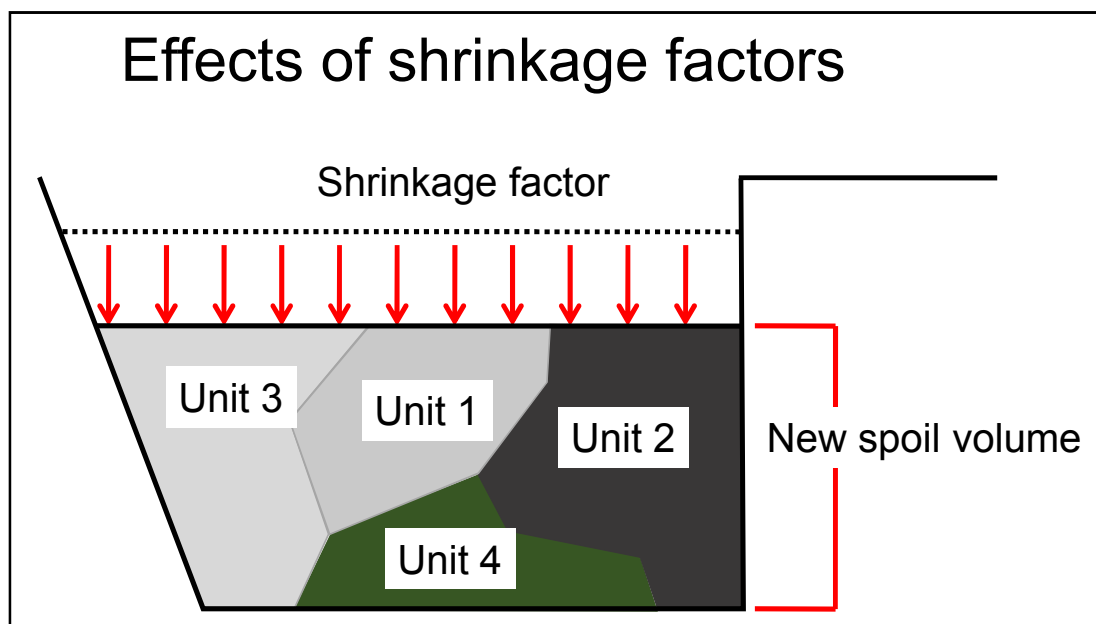 Effects of shrinkage factors
Shrinkage factor
Unit 3
Unit 1
Unit 2
New spoil volume
Unit 4